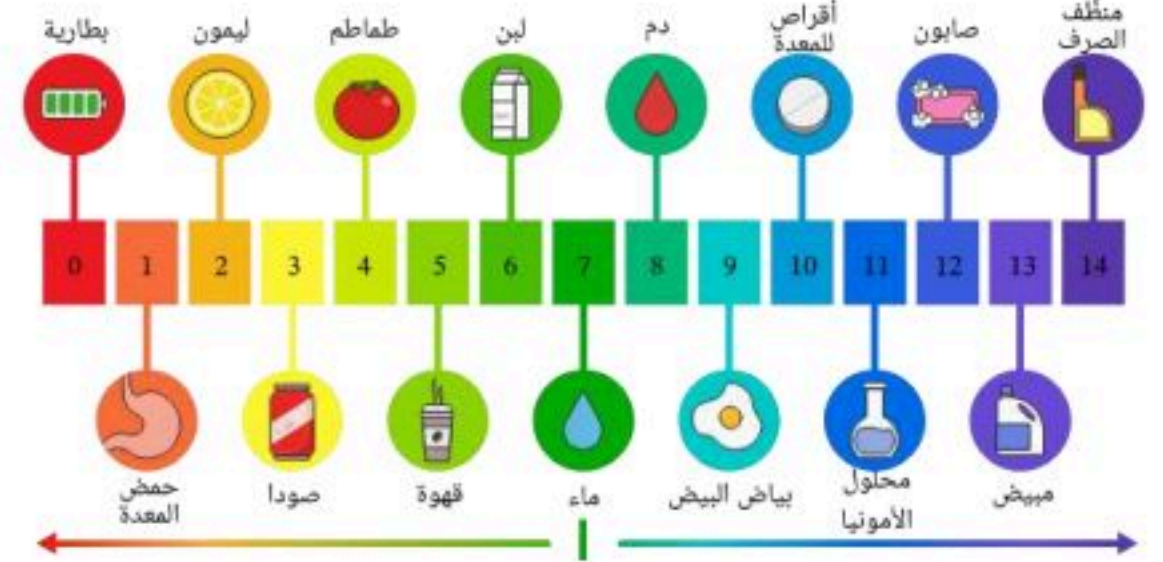 بطارية
ليمون
طماطم
لبن
دم
أقراص
للمعدة
صابون
منظف
الصرف
0 1 2 3 4 5 6 7 8 9 10 11 12 13 14
حمض
المعدة
صودا
قهوة
ماء
بياض البيض
محلول
الأمونيا
مبيض